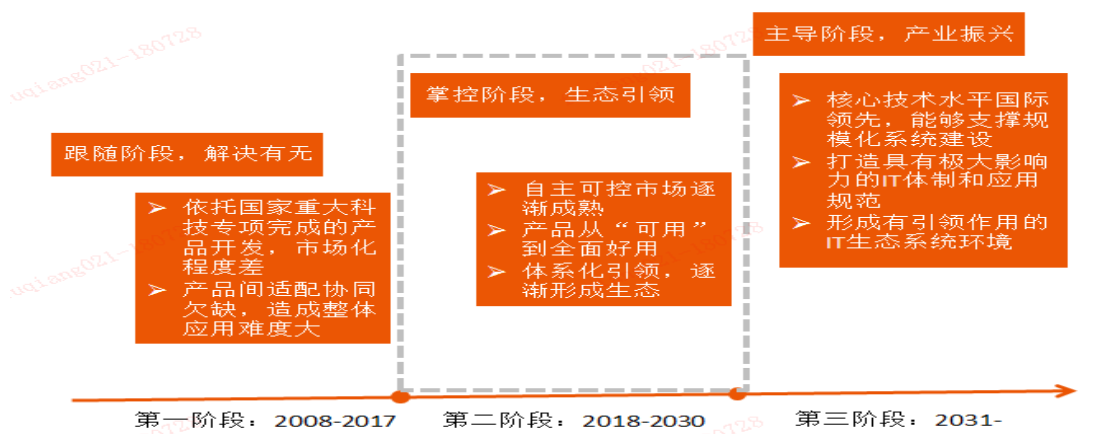 跟随阶段，解决有无
➢ 依托国家重大科
技专项完成的产
品开发，市场化
程度差
➢ 产品间适配协同
欠缺，造成整体
应用难度大
掌控阶段，生态引领
➢ 自主可控市场逐
渐成熟
➢ 产品从“可用”
到全面好用
➢ 体系化引领，逐
渐形成生态
主导阶段，产业振兴
➢ 核心技术水平国际
领先，能够支撑规
模化系统建设
➢ 打造具有极大影响
力的IT体制和应用
规范
➢ 形成有引领作用的
IT生态系统环境
第一阶段：2008-2017
第二阶段：2018-2030
第三阶段：2031-
uqiang021-180728